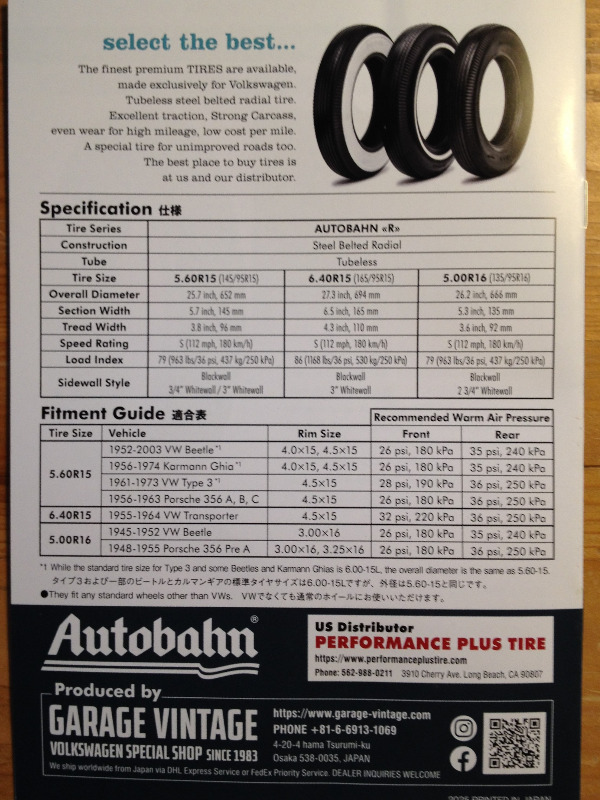 select the best...
The finest premium TIRES are available,
made exclusively for Volkswagen.
Tubeless steel belted radial tire.
Excellent traction, Strong Carcass,
even wear for high mileage, low cost per mile.
A special tire for unimproved roads too.
The best place to buy tires is
at us and our distributor.
Specification 仕様
Tire Series AUTOBAHN «R»
Construction Steel Belted Radial
Tube Tubeless
Tire Size 5.60R15 (145/95R15) 6.40R15 (165/95R15) 5.00R16 (135/95R16)
Overall Diameter 25.7 inch, 652 mm 27.3 inch, 694 mm 26.2 inch, 666 mm
Section Width 5.7 inch, 145 mm 6.5 inch, 165 mm 5.3 inch, 135 mm
Tread Width 3.8 inch, 96 mm 4.3 inch, 110 mm 3.6 inch, 92 mm
Speed Rating S (112 mph, 180 km/h) S (112 mph, 180 km/h) S (112 mph, 180 km/h)
Load Index 79 (963 lbs/36 psi, 437 kg/250 kPa) 86 (1168 lbs/36 psi, 530 kg/250 kPa) 79 (963 lbs/36 psi, 437 kg/250 kPa)
Sidewall Style Blackwall Blackwall Blackwall
3/4" Whitewall / 3" Whitewall 3" Whitewall 2 3/4" Whitewall
Fitment Guide 適合表 Recommended Warm Air Pressure
Tire Size Vehicle Rim Size Front Rear
5.60R15 1952-2003 VW Beetle*1 4.0×15, 4.5×15 26 psi, 180 kPa 35 psi, 240 kPa
1956-1974 Karmann Ghia*1 4.0×15, 4.5×15 26 psi, 180 kPa 35 psi, 240 kPa
1961-1973 VW Type 3*1 4.5×15 28 psi, 190 kPa 36 psi, 250 kPa
1956-1963 Porsche 356 A, B, C 4.5×15 26 psi, 180 kPa 36 psi, 250 kPa
6.40R15 1955-1964 VW Transporter 4.5×15 32 psi, 220 kPa 36 psi, 250 kPa
5.00R16 1945-1952 VW Beetle 3.00×16 26 psi, 180 kPa 35 psi, 240 kPa
1948-1955 Porsche 356 Pre A 3.00×16, 3.25×16 26 psi, 180 kPa 36 psi, 250 kPa
*1 While the standard tire size for Type 3 and some Beetles and Karmann Ghias is 6.00-15L, the overall diameter is the same as 5.60-15.
タイプ3および一部のビートルとカルマンギアの標準タイヤサイズは6.00-15Lですが、外径は5.60-15と同じです。
●They fit any standard wheels other than VWs. VWでなくても通常のホイールにお使いいただけます。
Autobahn®
US Distributor
PERFORMANCE PLUS TIRE
https://www.performanceplustire.com
Phone: 562-988-0211 3910 Cherry Ave. Long Beach, CA 90807
Produced by
GARAGE VINTAGE
VOLKSWAGEN SPECIAL SHOP SINCE 1983
https://www.garage-vintage.com
PHONE +81-6-6913-1069
4-20-4 hama Tsurumi-ku
Osaka 538-0035, JAPAN
We ship worldwide from Japan via DHL Express Service or FedEx Priority Service. DEALER INQUIRIES WELCOME
2025 PRINTED IN JAPAN